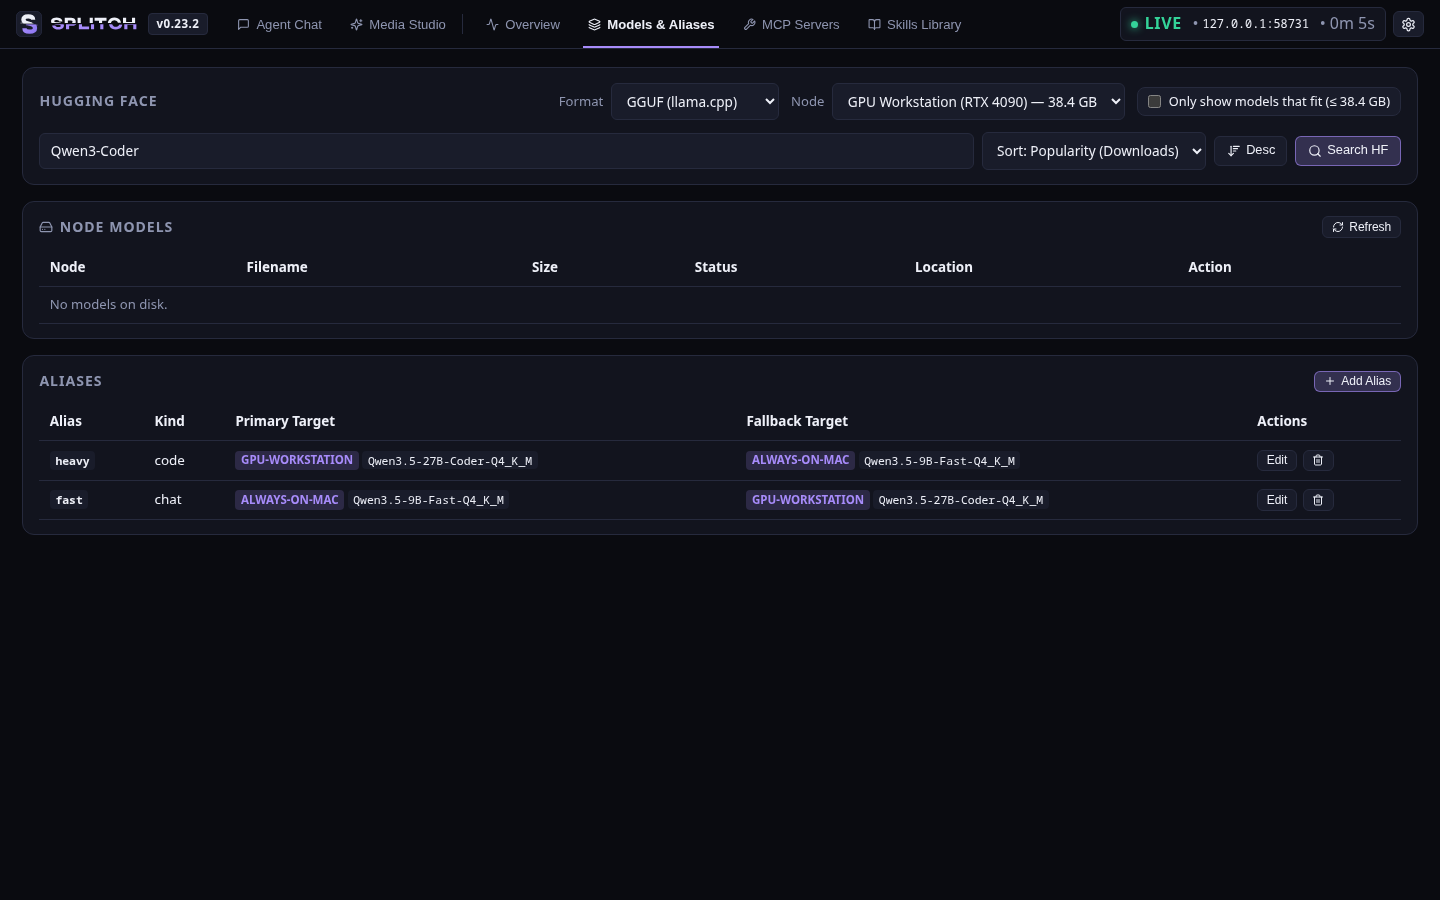 S SPLITCH v0.23.2 Agent Chat Media Studio Overview Models & Aliases MCP Servers Skills Library LIVE • 127.0.0.1:58731 • 0m 5s
HUGGING FACE Format GGUF (llama.cpp) Node GPU Workstation (RTX 4090) — 38.4 GB Only show models that fit (≤ 38.4 GB)
Qwen3-Coder Sort: Popularity (Downloads) Desc Search HF
NODE MODELS Refresh
Node Filename Size Status Location Action
No models on disk.
ALIASES Add Alias
Alias Kind Primary Target Fallback Target Actions
heavy code GPU-WORKSTATION Qwen3.5-27B-Coder-Q4_K_M ALWAYS-ON-MAC Qwen3.5-9B-Fast-Q4_K_M Edit
fast chat ALWAYS-ON-MAC Qwen3.5-9B-Fast-Q4_K_M GPU-WORKSTATION Qwen3.5-27B-Coder-Q4_K_M Edit